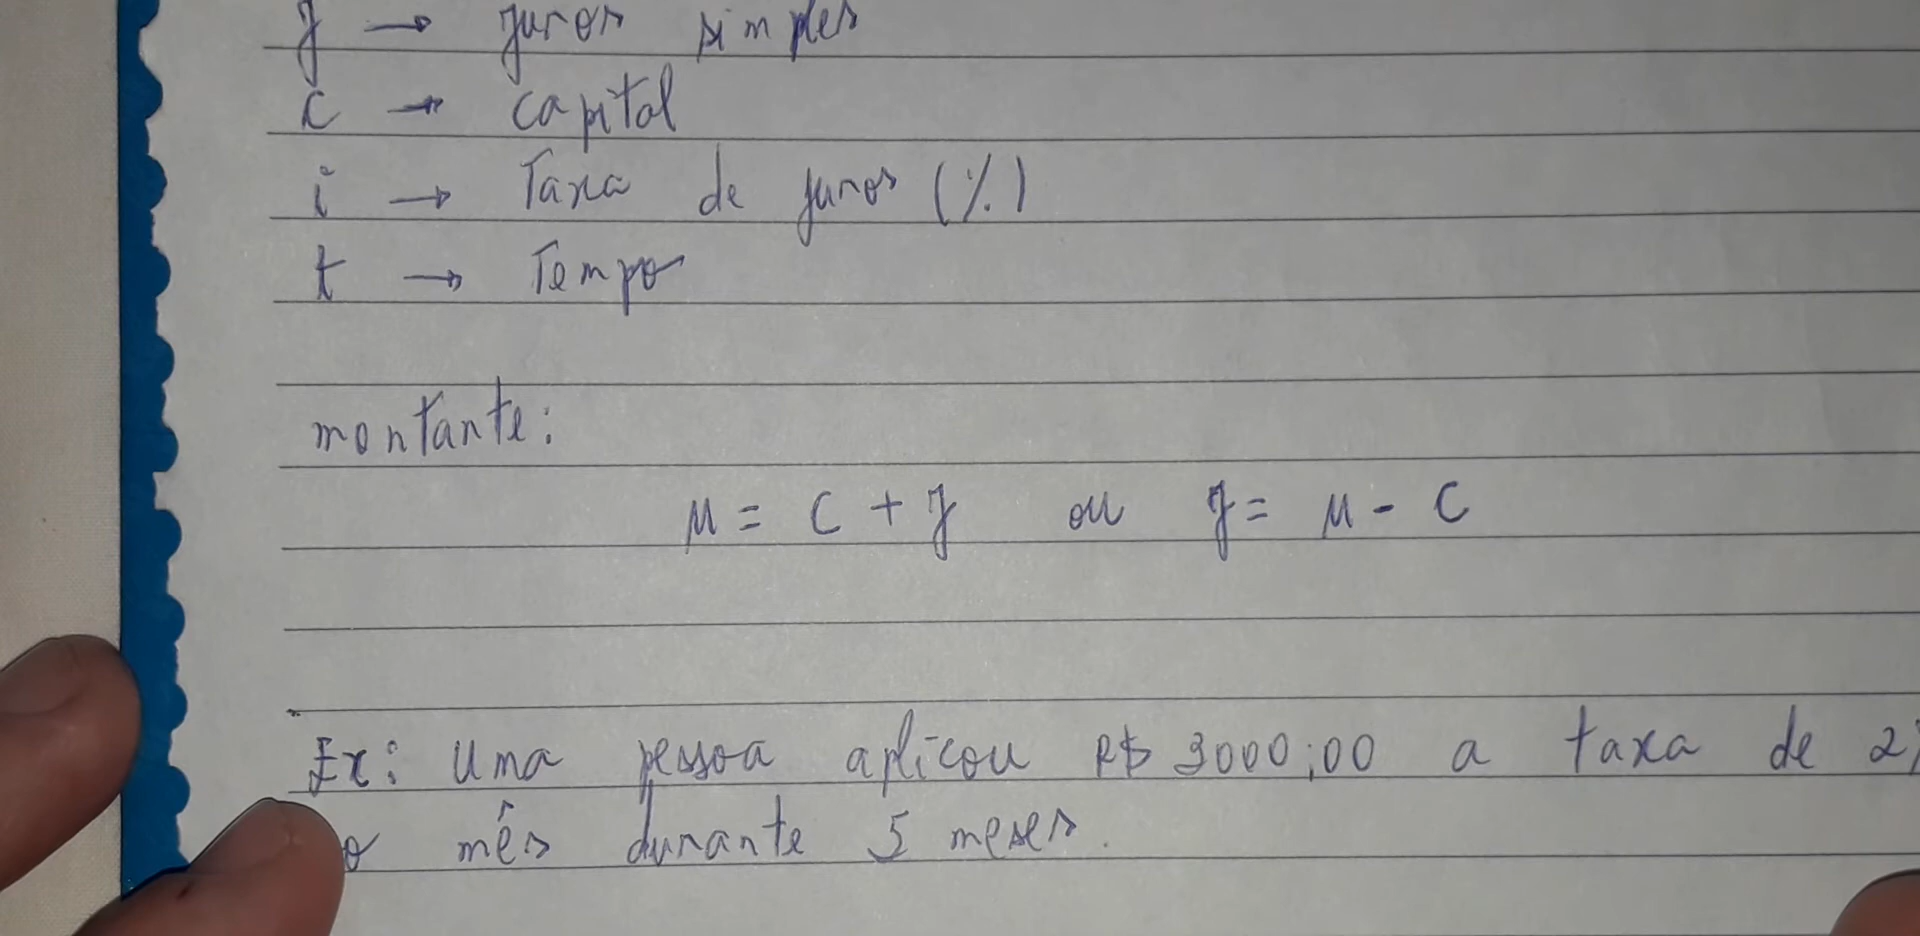 J → juros simples
C → capital
i → Taxa de juros (%)
t → Tempo
montante:
M = C + J ou J = M - C
Ex: Uma pessoa aplicou R$ 3000,00 a taxa de 2%
o mês durante 5 meses.